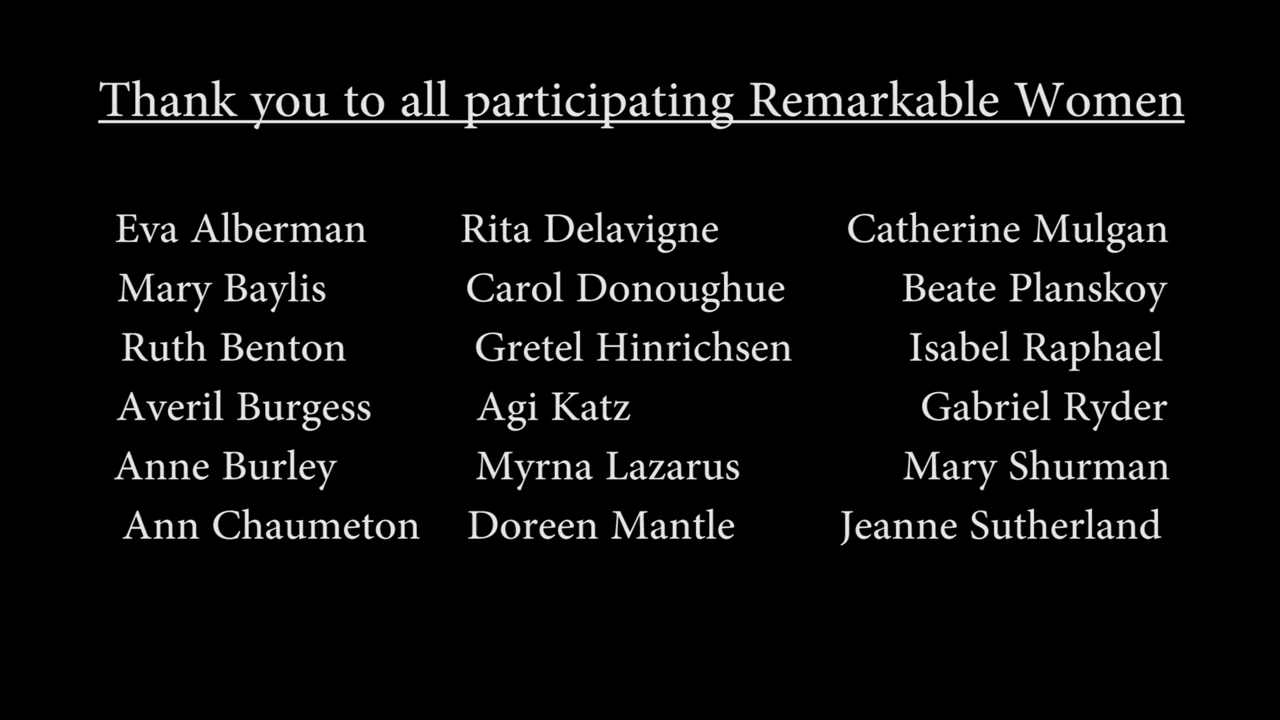 Thank you to all participating Remarkable Women
Eva Alberman Rita Delavigne Catherine Mulgan
Mary Baylis Carol Donoughue Beate Planskoy
Ruth Benton Gretel Hinrichsen Isabel Raphael
Averil Burgess Agi Katz Gabriel Ryder
Anne Burley Myrna Lazarus Mary Shurman
Ann Chaumeton Doreen Mantle Jeanne Sutherland